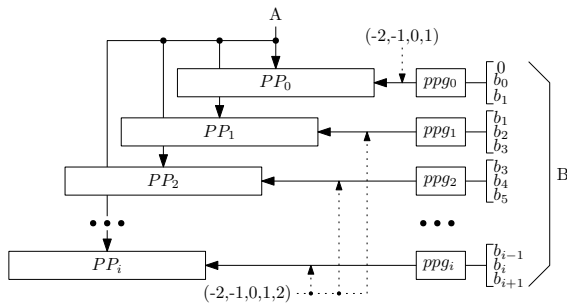 A
(-2,-1,0,1)
PP₀
ppg₀
0
b₀
b₁
PP₁
ppg₁
b₁
b₂
b₃
PP₂
ppg₂
b₃
b₄
b₅
B
PPᵢ
ppgᵢ
bᵢ₋₁
bᵢ
bᵢ₊₁
(-2,-1,0,1,2)